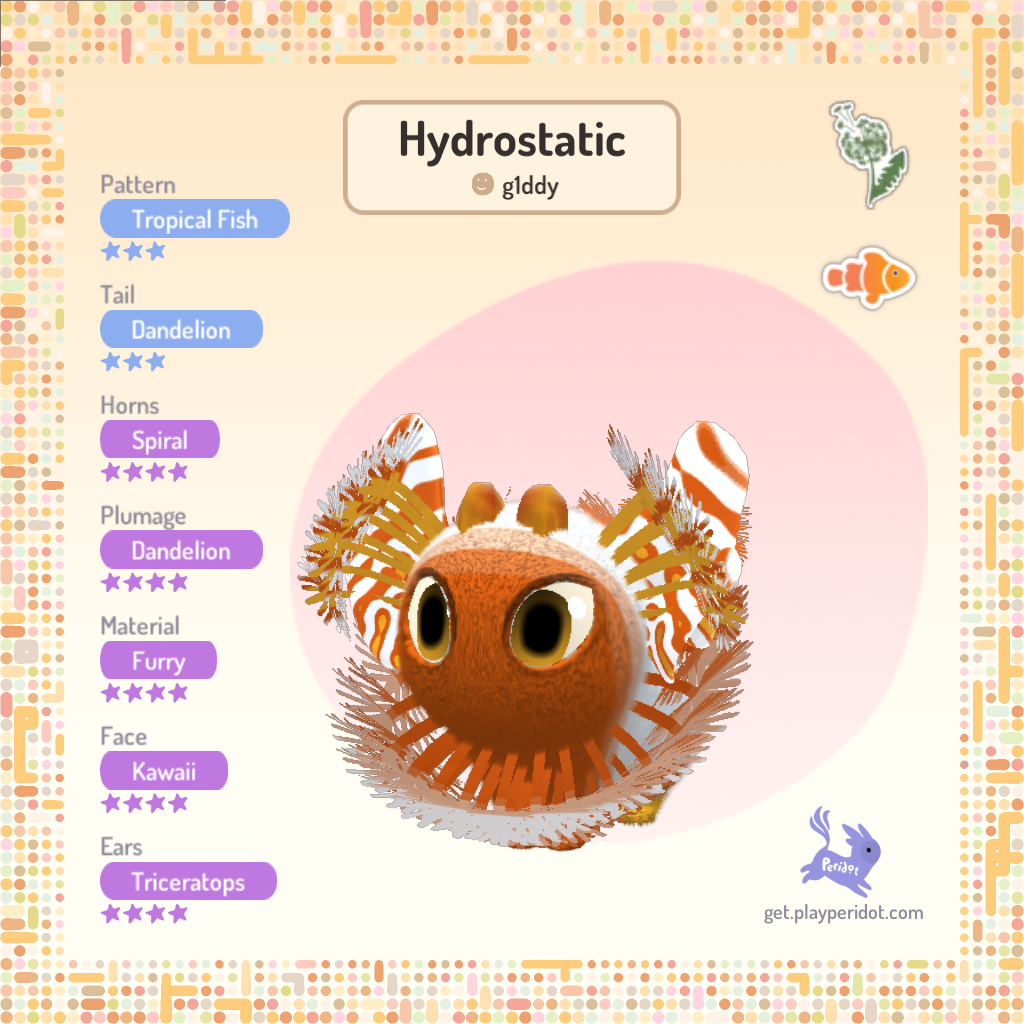 Hydrostatic
g1ddy
Pattern
Tropical Fish
Tail
Dandelion
Horns
Spiral
Plumage
Dandelion
Material
Furry
Face
Kawaii
Ears
Triceratops
Peridot
get.playperidot.com